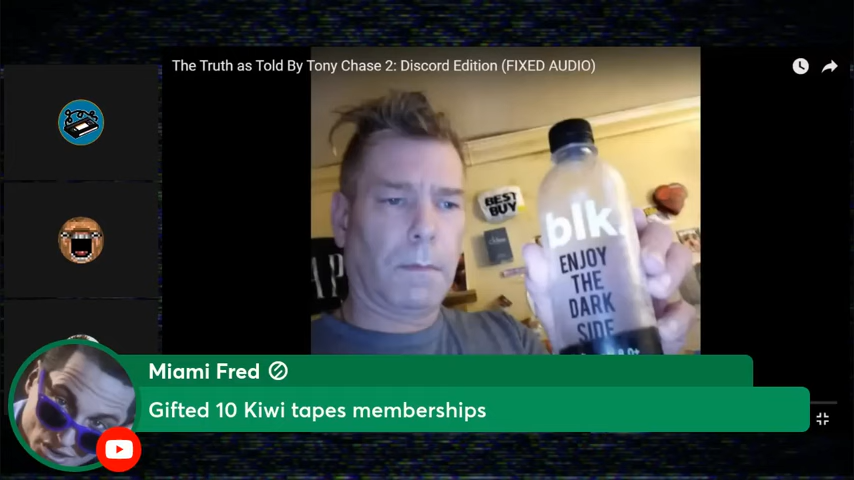 The Truth as Told By Tony Chase 2: Discord Edition (FIXED AUDIO)
BEST
BUY
blk.
ENJOY
THE
DARK
SIDE
Miami Fred
Gifted 10 Kiwi tapes memberships